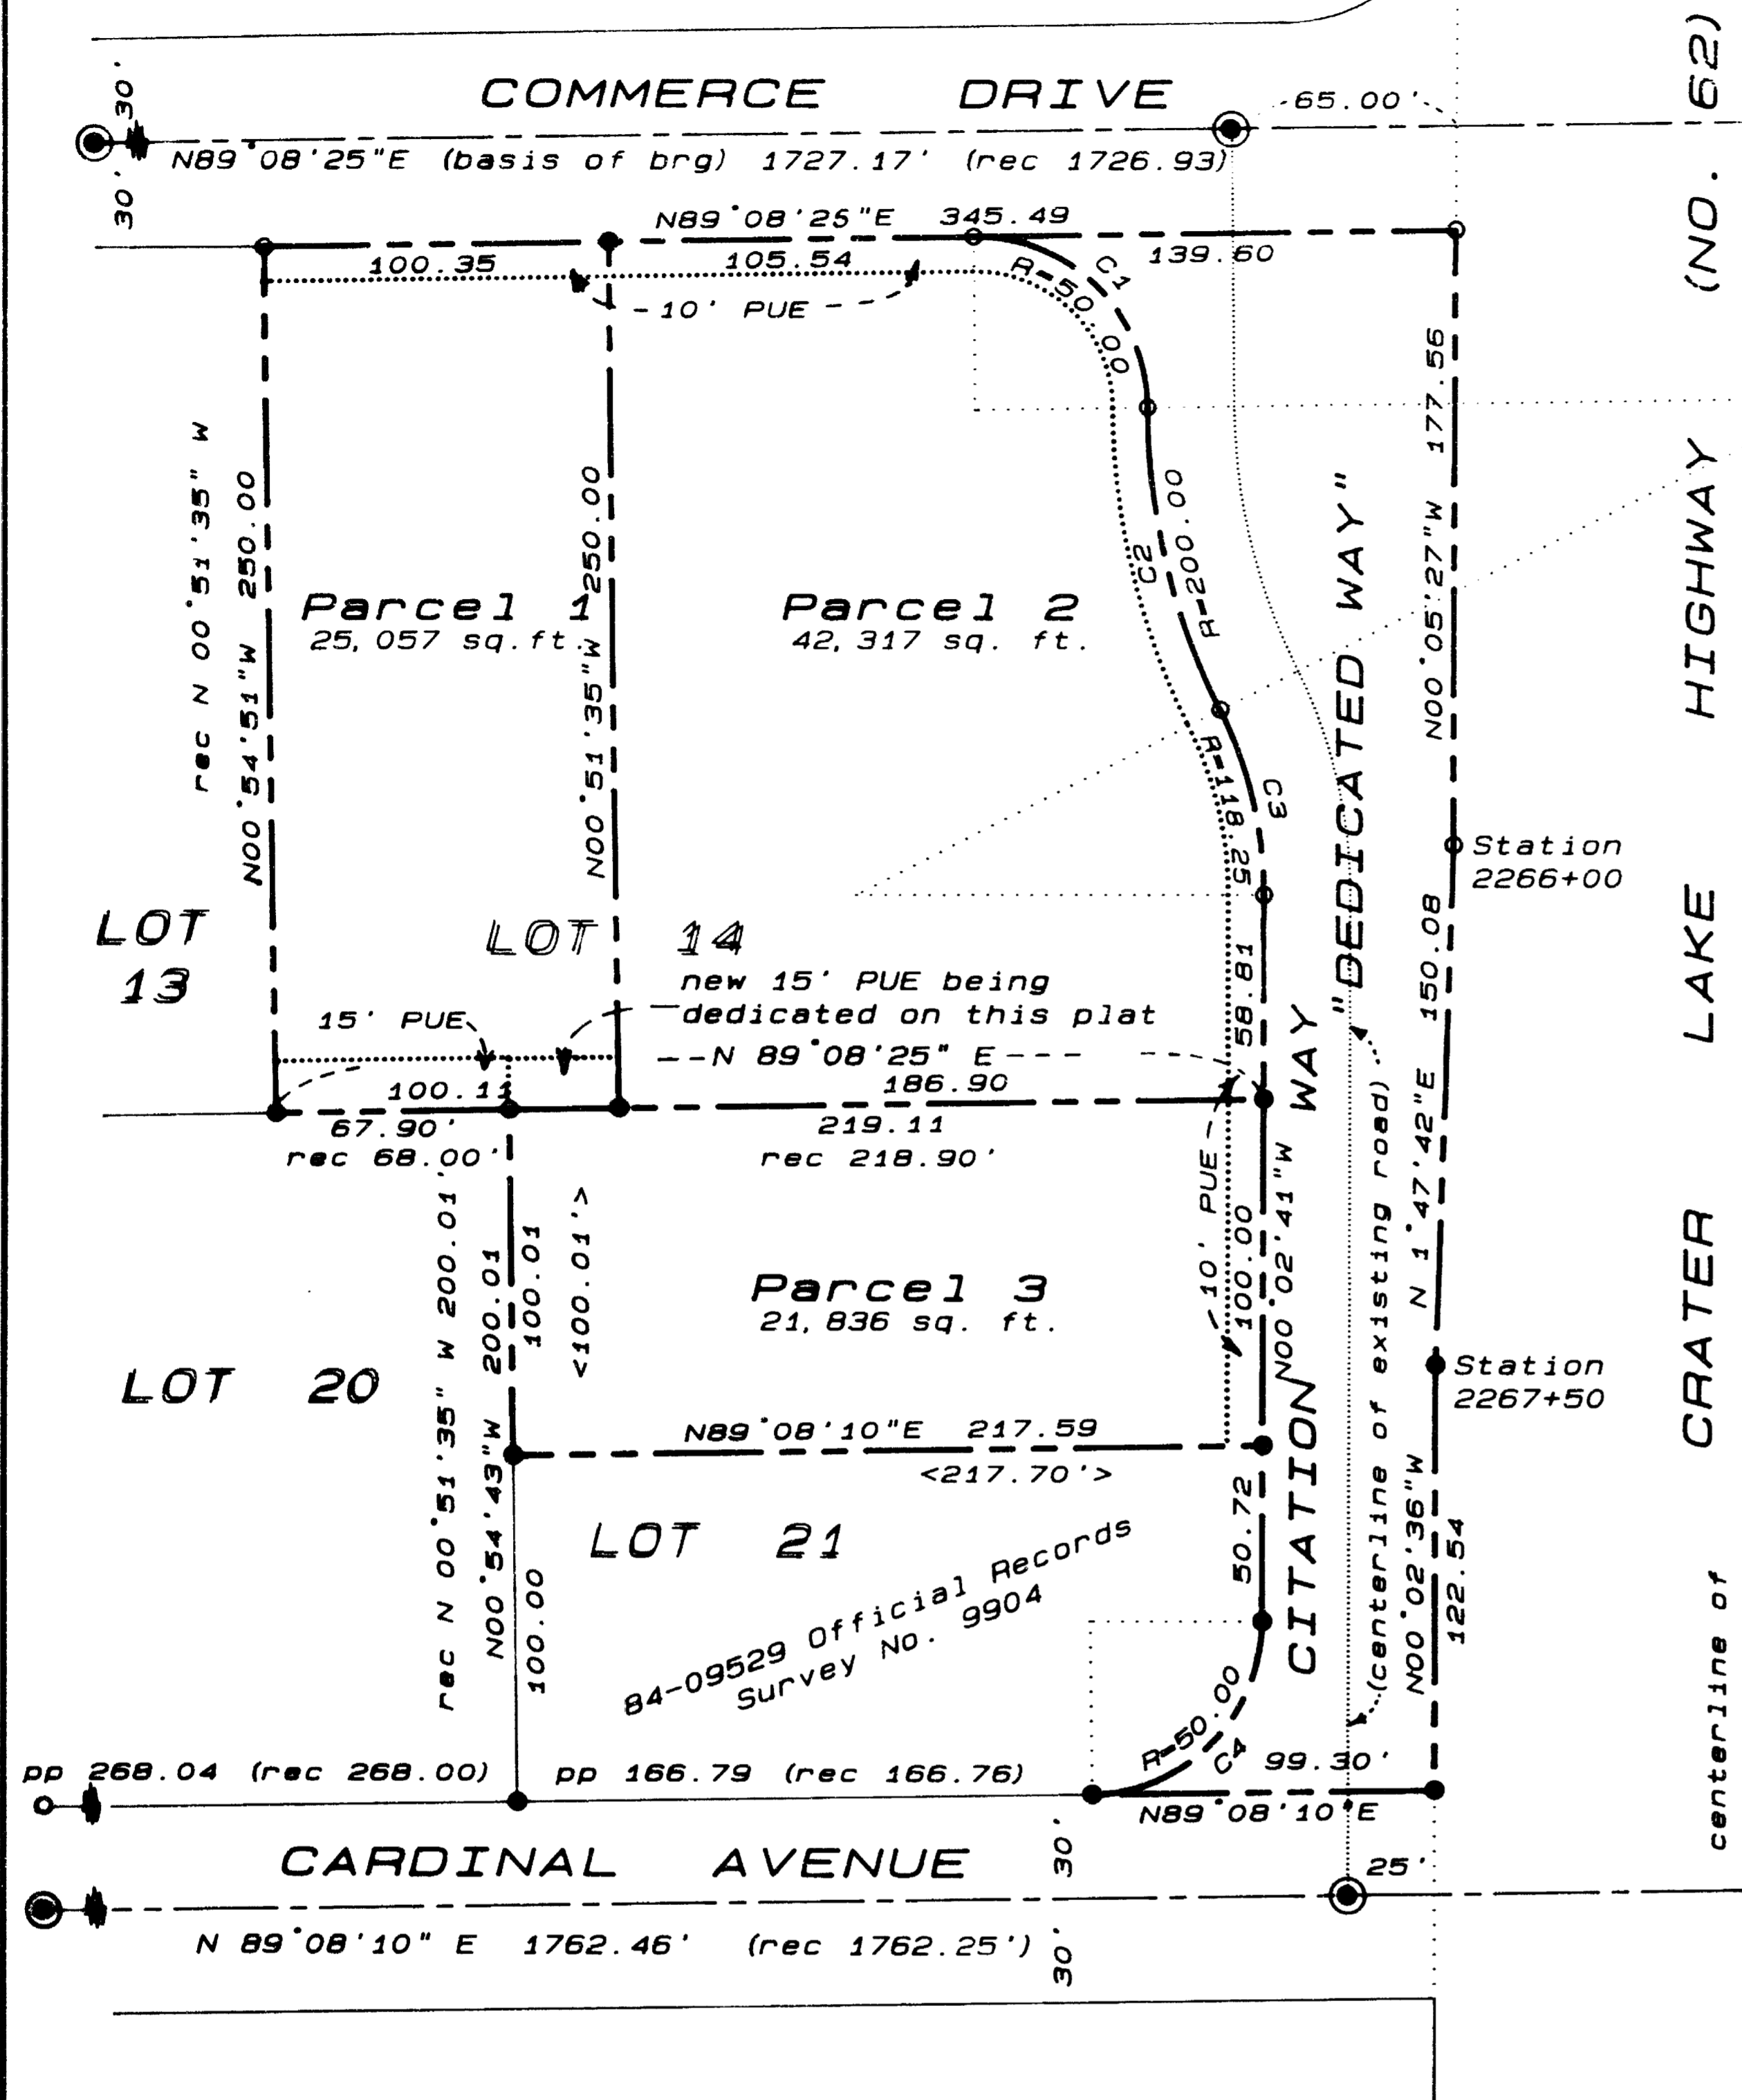 30'
30'
COMMERCE DRIVE
65.00'
N89°08'25"E (basis of brg) 1727.17' (rec 1726.93)
N89°08'25"E 345.49
100.35
105.54
139.60
10' PUE
R=50.00
C1
rec N 00°51'35" W
N00°54'51"W 250.00
N00°51'35"W 250.00
Parcel 1
25,057 sq.ft.
Parcel 2
42,317 sq. ft.
C2
R=200.00
R=118.25
C3
"DEDICATED WAY"
N00°05'27"W 177.56
Station
2266+00
LOT
13
LOT 14
new 15' PUE being
dedicated on this plat
15' PUE
N 89°08'25" E
58.81
100.11
186.90
67.90'
rec 68.00'
219.11
rec 218.90'
10' PUE
100.00
N00°02'41"W
CITATION WAY
(centerline of existing road)
N 1°47'42"E 150.08
Station
2267+50
rec N 00°51'35" W 200.01'
N00°54'43"W 200.01
100.01
<100.01'>
Parcel 3
21,836 sq. ft.
LOT 20
N89°08'10"E 217.59
<217.70'>
LOT 21
84-09529 Official Records
Survey No. 9904
100.00
50.72
N00°02'36"W
122.54
R=50.00
C4
99.30'
N89°08'10"E
pp 268.04 (rec 268.00)
pp 166.79 (rec 166.76)
CARDINAL AVENUE
30'
30'
25'
N 89°08'10" E 1762.46' (rec 1762.25')
centerline of
CRATER LAKE HIGHWAY (NO. 62)